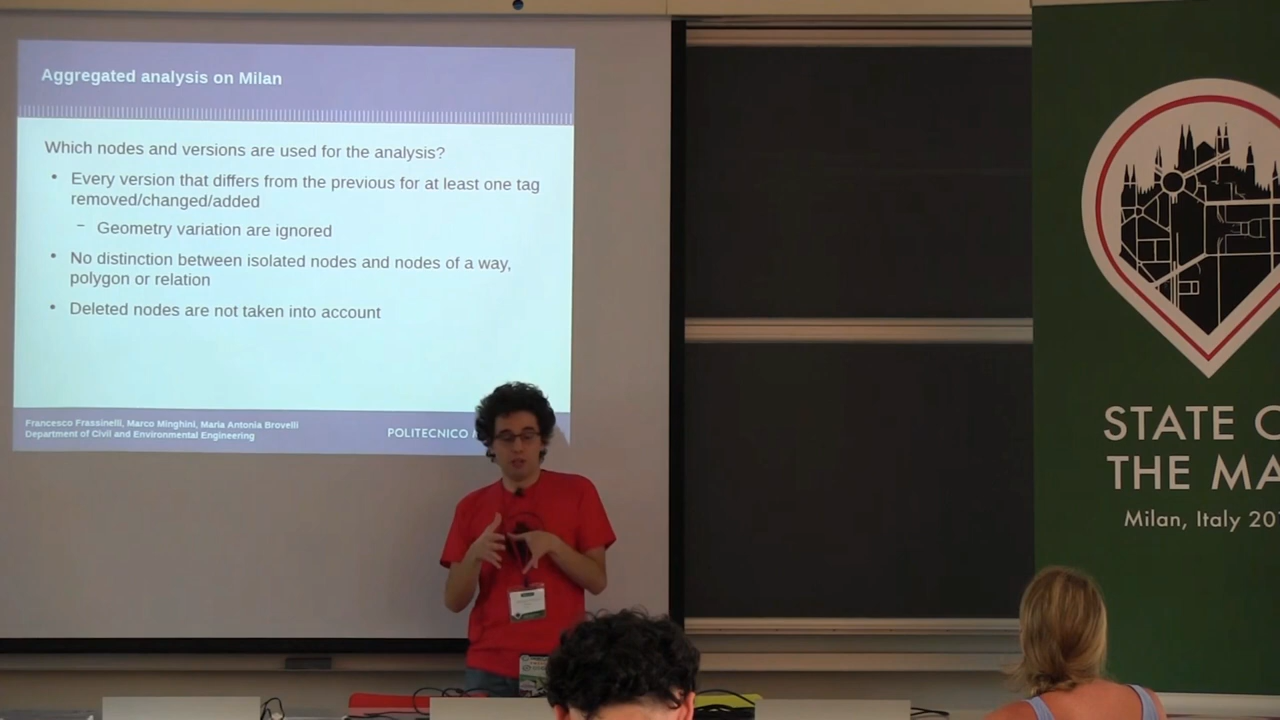 Aggregated analysis on Milan
Which nodes and versions are used for the analysis?
• Every version that differs from the previous for at least one tag
removed/changed/added
– Geometry variation are ignored
• No distinction between isolated nodes and nodes of a way,
polygon or relation
• Deleted nodes are not taken into account
Francesco Frassinelli, Marco Minghini, Maria Antonia Brovelli
Department of Civil and Environmental Engineering
POLITECNICO
STATE
THE MA
Milan, Italy 20